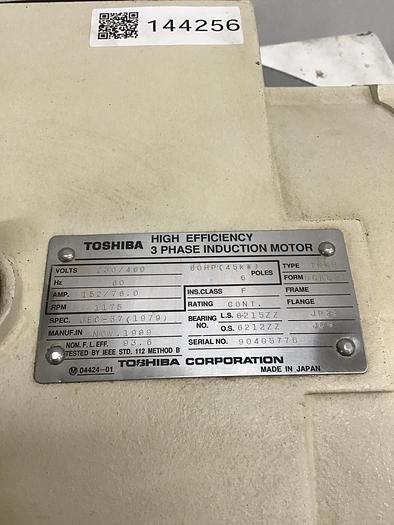 144256
TOSHIBA HIGH EFFICIENCY
3 PHASE INDUCTION MOTOR
VOLTS 230/460 60HP(45kW) 6 POLES TYPE
Hz 60 INS.CLASS F FORM
AMP. 152/76.0 RATING CONT. FRAME
RPM 1175 FLANGE
SPEC. JEC-37(1979) BEARING NO. L.S. 6215ZZ
MANUF.IN NOV.1999 O.S. 6212ZZ
NOM. F. L. EFF. 93.6 SERIAL NO. 90405776
TESTED BY IEEE STD. 112 METHOD B
TOSHIBA CORPORATION
M 04424-01 MADE IN JAPAN